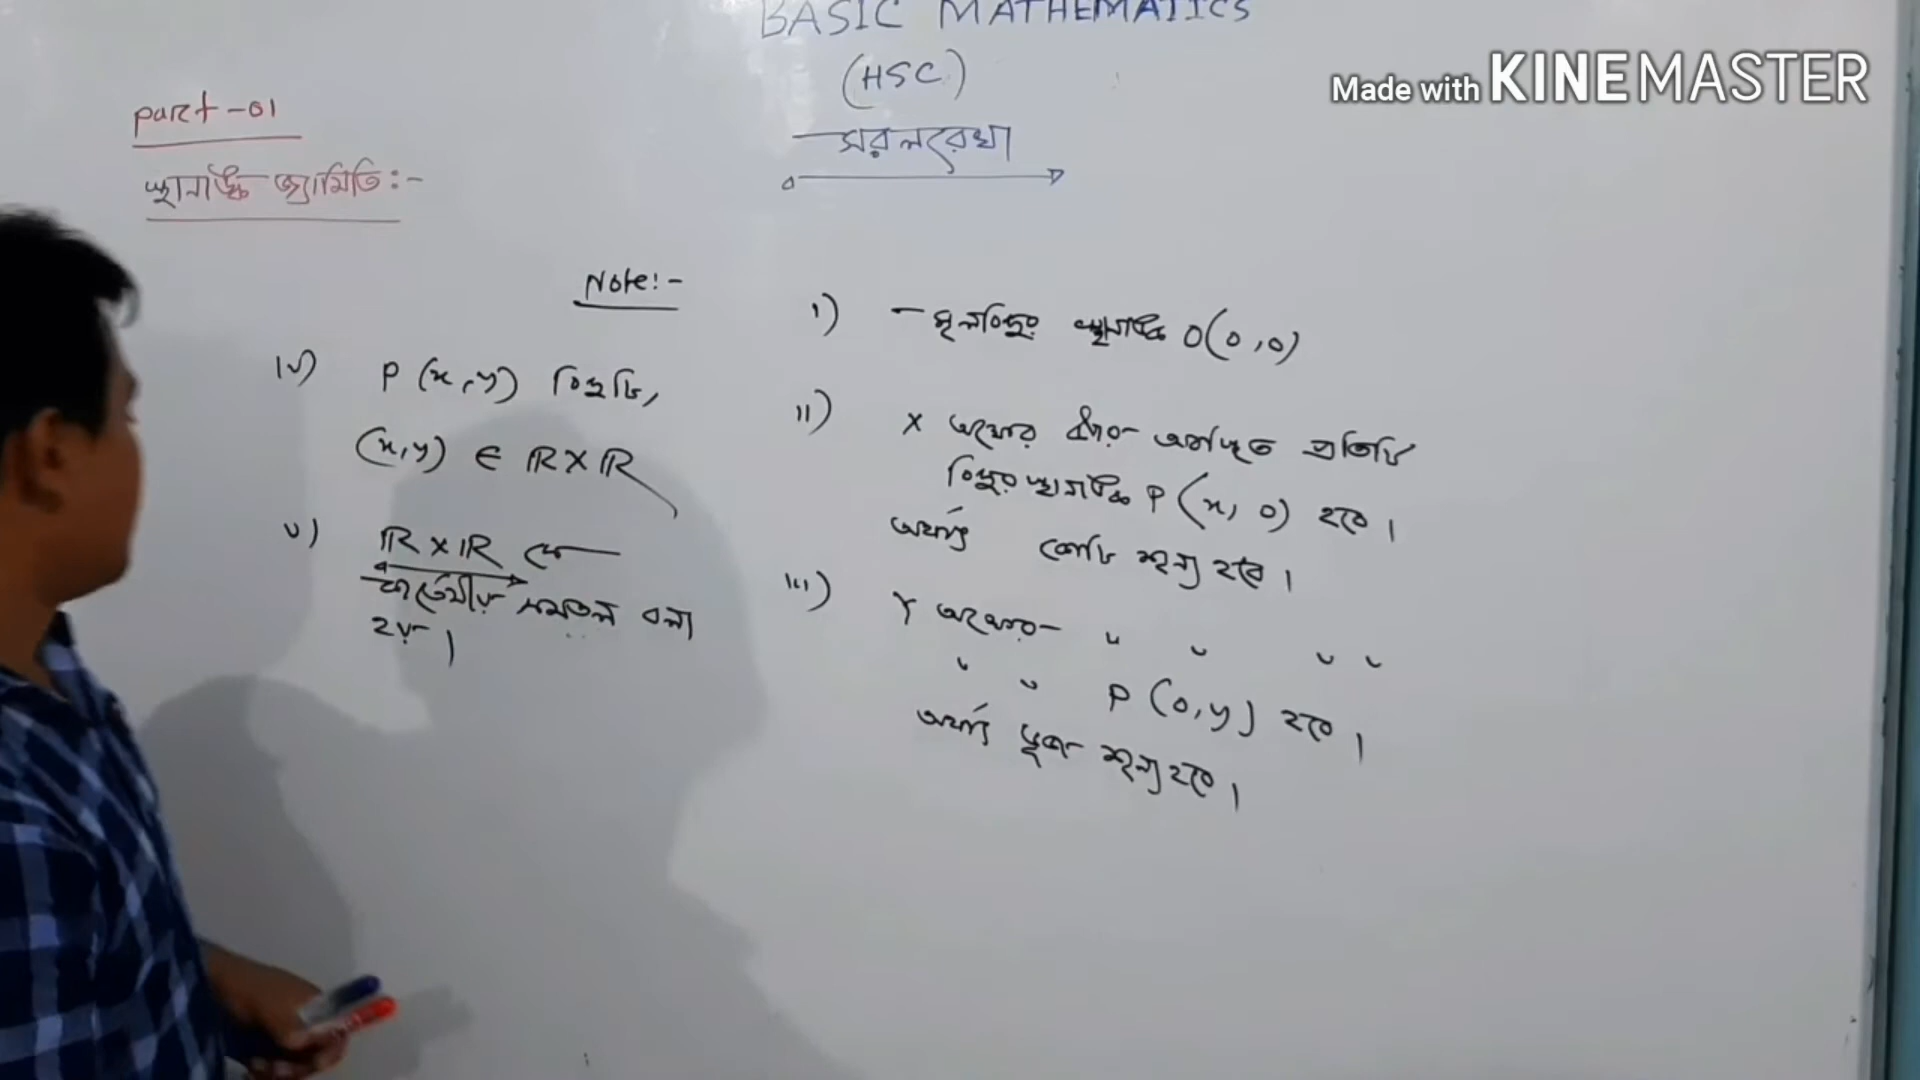 BASIC MATHEMATICS
(HSC)
সরলরেখা
Made with KINEMASTER
Part-01
স্থানাঙ্ক জ্যামিতি:-
Note:-
i) মূলবিন্দুর স্থানাঙ্ক O(0,0)
ii) X অক্ষের উপর অবস্থিত প্রতিটি
বিন্দুর স্থানাঙ্ক P(x, 0) হবে।
অর্থাৎ কোটি শূন্য হবে।
iii) Y অক্ষের " " " "
" " P(0,y) হবে।
অর্থাৎ ভূজ শূন্য হবে।
iv) P(x,y) বিন্দুটি,
(x,y) ∈ ℝ×ℝ
v) ℝ×ℝ কে
কার্তেসীয় সমতল বলা
হয়।